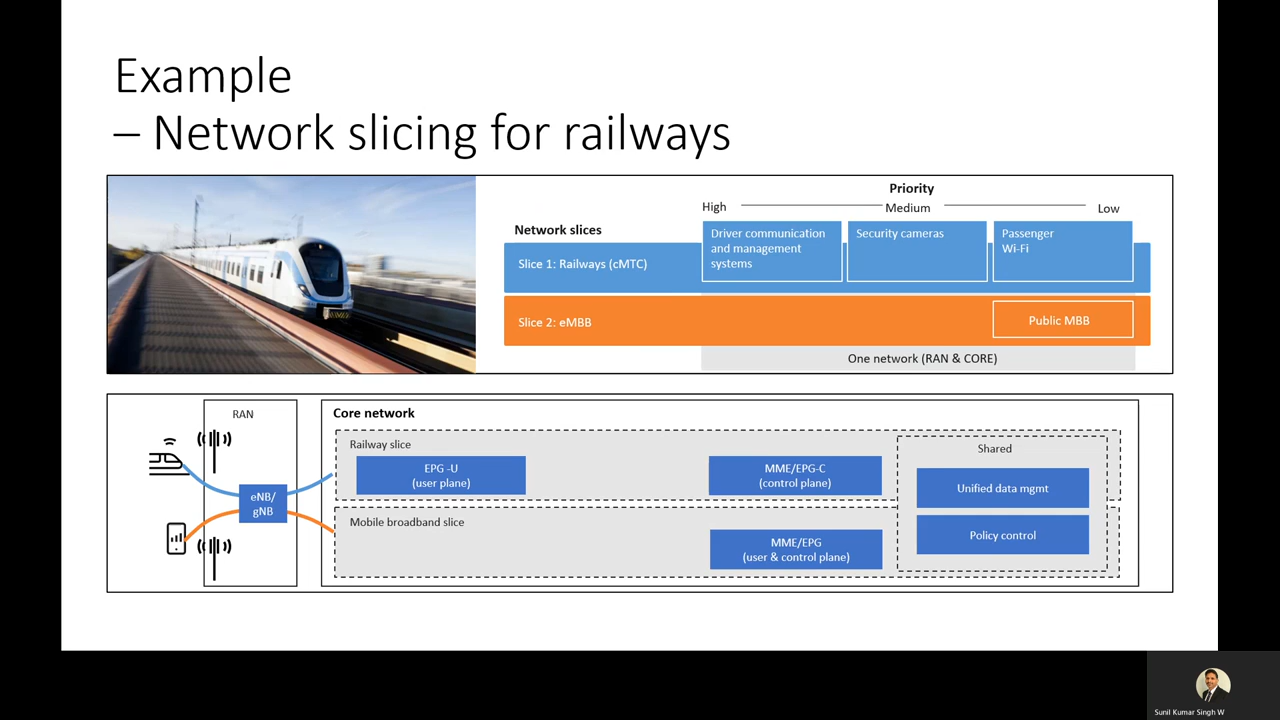 Example
– Network slicing for railways
Priority
High
Medium
Low
Network slices
Slice 1: Railways (cMTC)
Driver communication
and management
systems
Security cameras
Passenger
Wi-Fi
Slice 2: eMBB
Public MBB
One network (RAN & CORE)
RAN
eNB/
gNB
Core network
Railway slice
EPG -U
(user plane)
MME/EPG-C
(control plane)
Shared
Unified data mgmt
Policy control
Mobile broadband slice
MME/EPG
(user & control plane)
Sunil Kumar Singh W